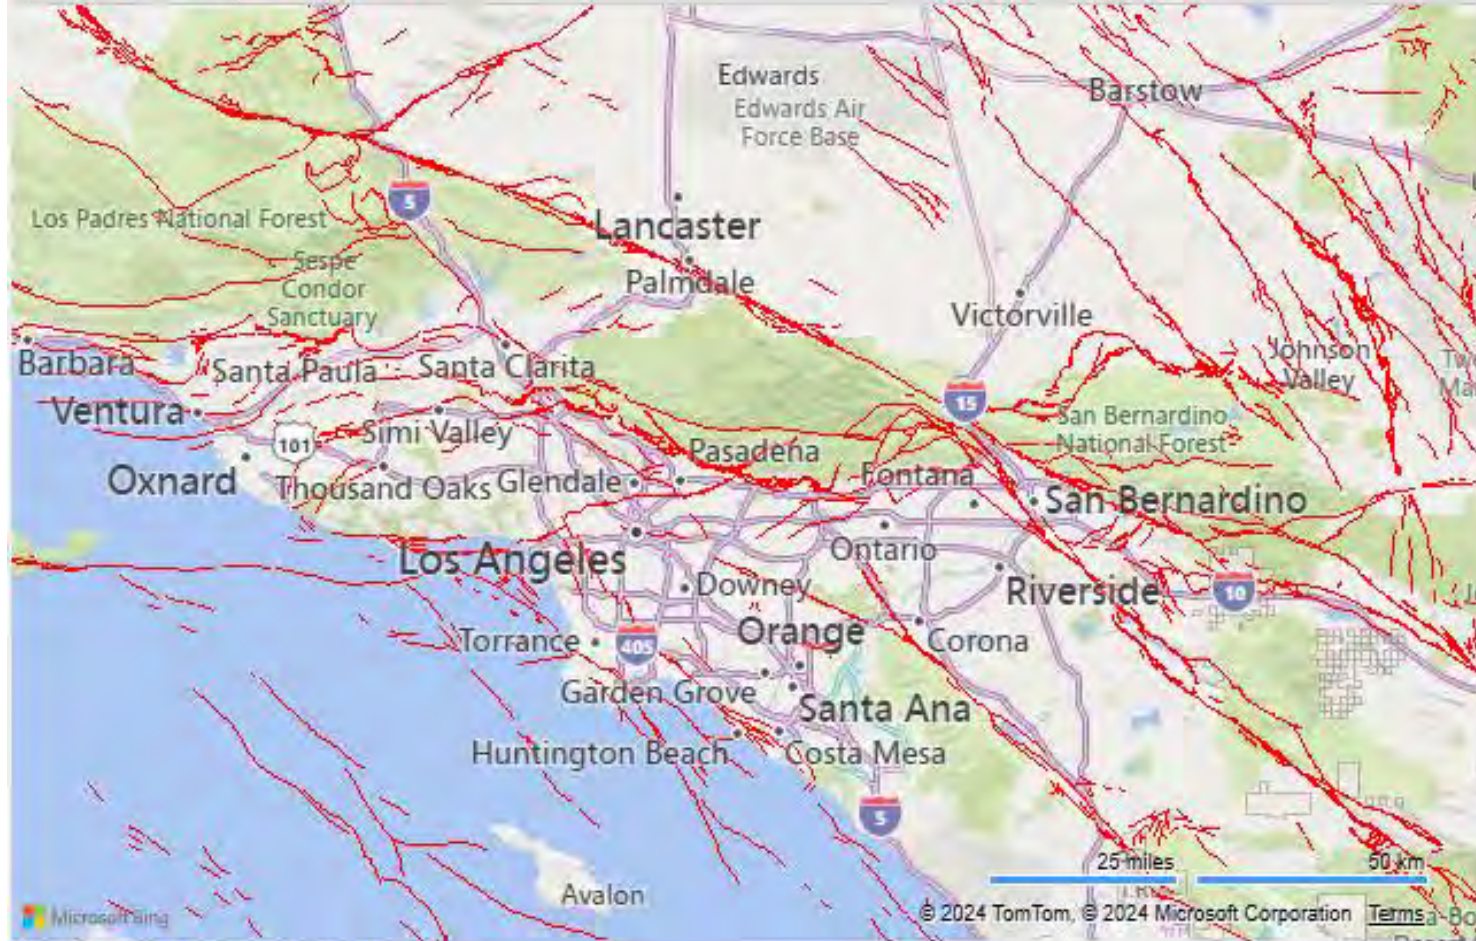 Edwards
Edwards Air
Force Base
Barstow
5
Los Padres National Forest
Lancaster
Sespe
Condor
Sanctuary
Palmdale
Victorville
Barbara
Santa Paula
Santa Clarita
Johnson
Valley
Ventura
15
San Bernardino
National Forest
101
Simi Valley
Pasadena
Oxnard
Thousand Oaks
Glendale
Fontana
San Bernardino
Los Angeles
Ontario
Downey
Riverside
10
Torrance
405
Orange
Corona
Garden Grove
Santa Ana
Huntington Beach
Costa Mesa
5
25 miles
50 km
Avalon
Microsoft Bing
© 2024 TomTom, © 2024 Microsoft Corporation Terms